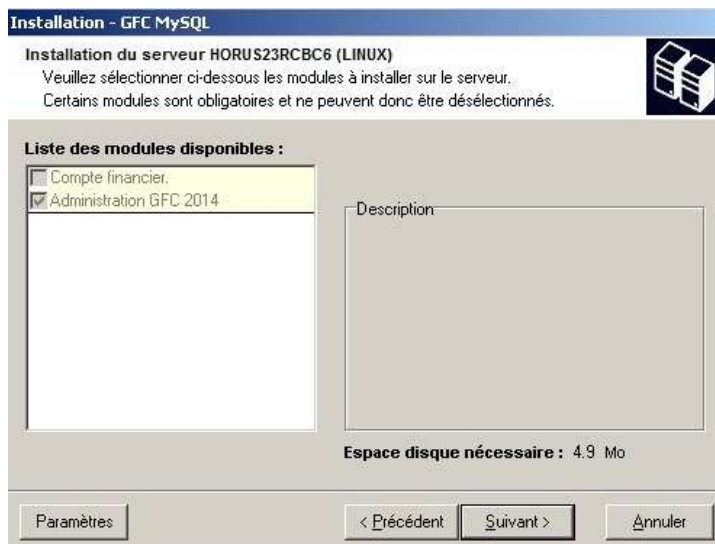 Installation - GFC MySQL
Installation du serveur HORUS23RCBC6 (LINUX)
Veuillez sélectionner ci-dessous les modules à installer sur le serveur.
Certains modules sont obligatoires et ne peuvent donc être désélectionnés.
Liste des modules disponibles :
Compte financier.
Administration GFC 2014
Description
Espace disque nécessaire : 4.9 Mo
Paramètres
< Précédent
Suivant >
Annuler